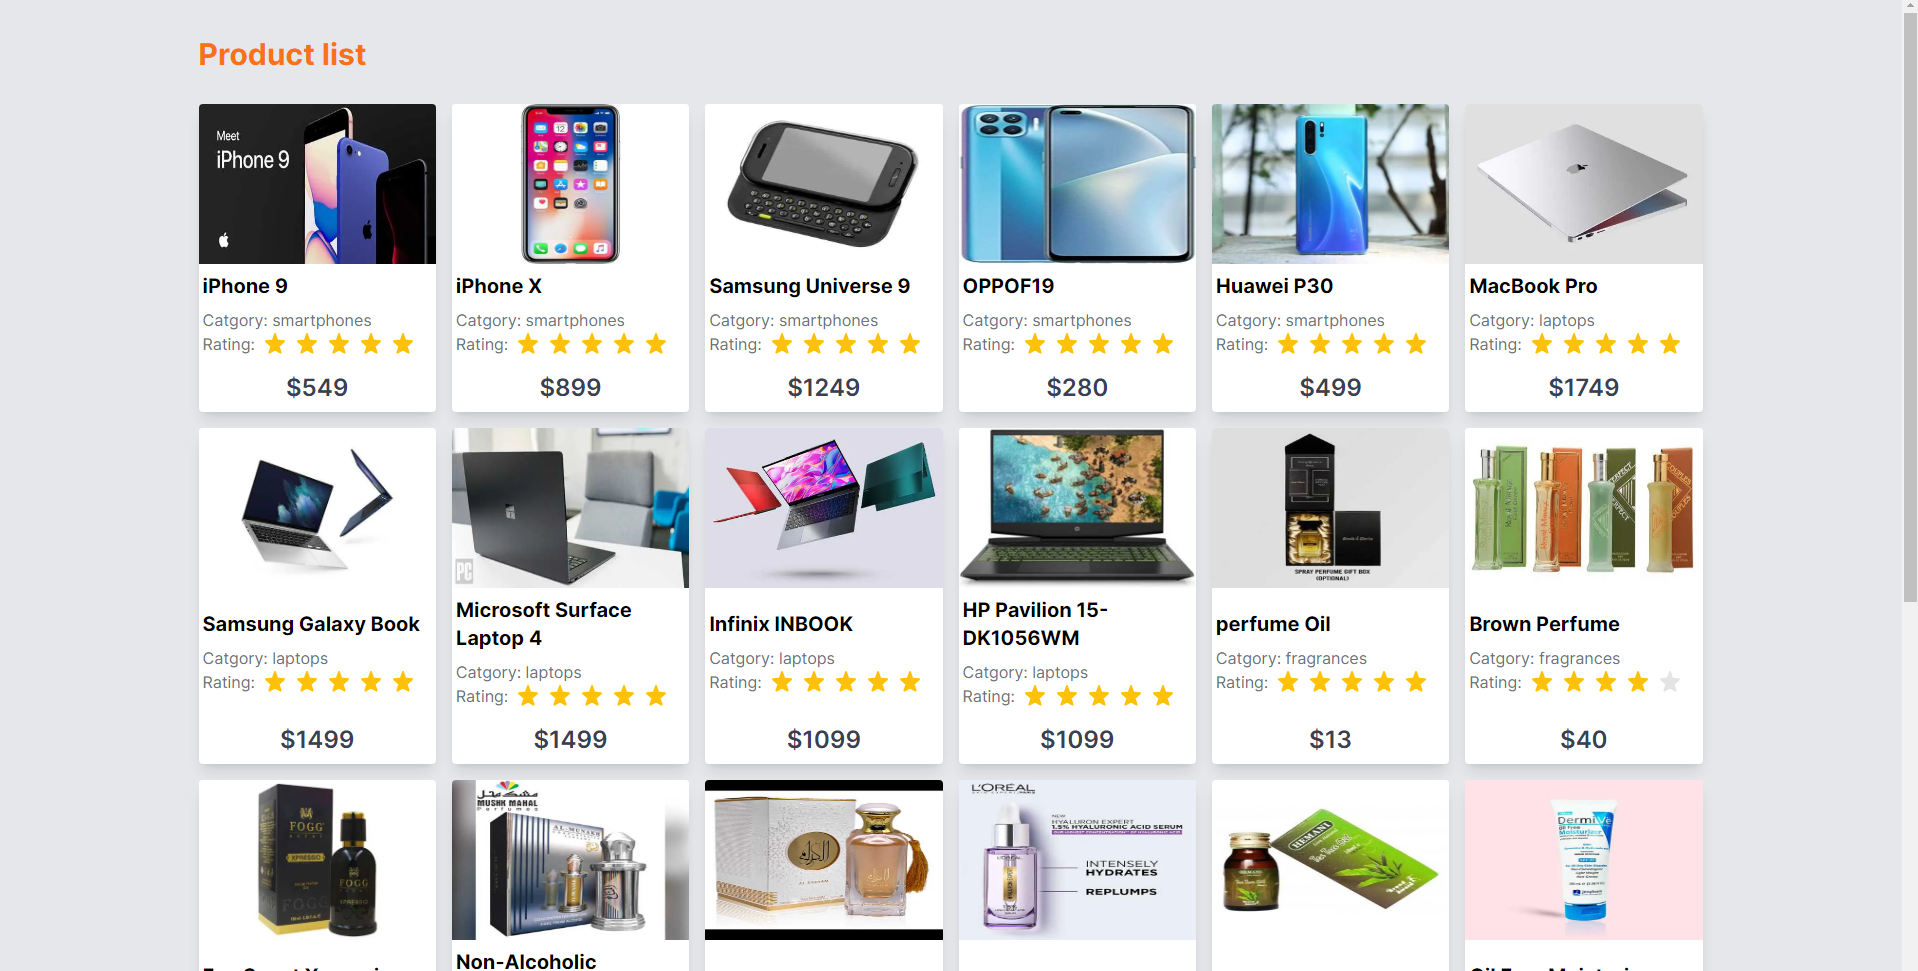 Product list
Meet
iPhone 9
iPhone 9
Catgory: smartphones
Rating:
$549
iPhone X
Catgory: smartphones
Rating:
$899
Samsung Universe 9
Catgory: smartphones
Rating:
$1249
OPPOF19
Catgory: smartphones
Rating:
$280
Huawei P30
Catgory: smartphones
Rating:
$499
MacBook Pro
Catgory: laptops
Rating:
$1749
Samsung Galaxy Book
Catgory: laptops
Rating:
$1499
PC
Microsoft Surface
Laptop 4
Catgory: laptops
Rating:
$1499
Infinix INBOOK
Catgory: laptops
Rating:
$1099
HP Pavilion 15-
DK1056WM
Catgory: laptops
Rating:
$1099
SPRAY PERFUME GIFT BOX
(OPTIONAL)
perfume Oil
Catgory: fragrances
Rating:
$13
Brown Perfume
Catgory: fragrances
Rating:
$40
FOGG
XPRESSIO
FOGG
XPRESSIO
MUSHK MAHAL
Perfumes
Non-Alcoholic
L'ORÉAL
NEW
HYALURON EXPERT
1.5% HYALURONIC ACID SERUM
INTENSELY
HYDRATES
REPLUMPS
HEMANI
Dermive
Oil Free
Moisturizer